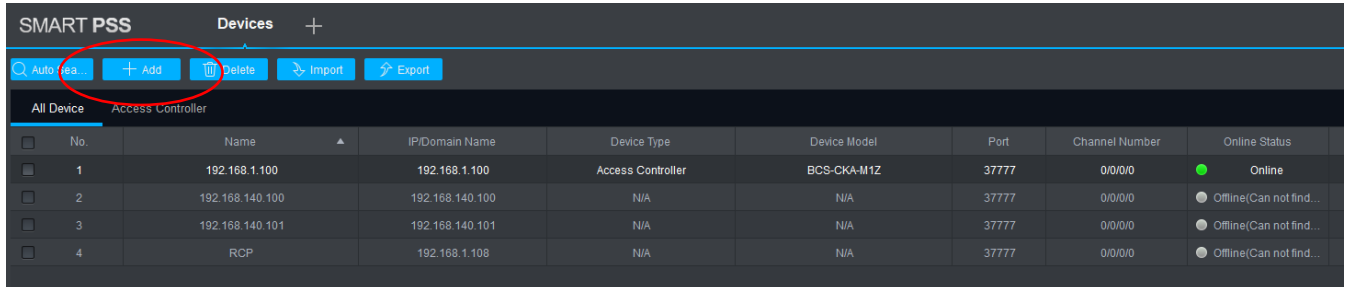 SMART PSS Devices +
Auto Sea... + Add Delete Import Export
All Device Access Controller
No. Name IP/Domain Name Device Type Device Model Port Channel Number Online Status
1 192.168.1.100 192.168.1.100 Access Controller BCS-CKA-M1Z 37777 0/0/0/0 Online
2 192.168.140.100 192.168.140.100 N/A N/A 37777 0/0/0/0 Offline(Can not find...
3 192.168.140.101 192.168.140.101 N/A N/A 37777 0/0/0/0 Offline(Can not find...
4 RCP 192.168.1.108 N/A N/A 37777 0/0/0/0 Offline(Can not find...